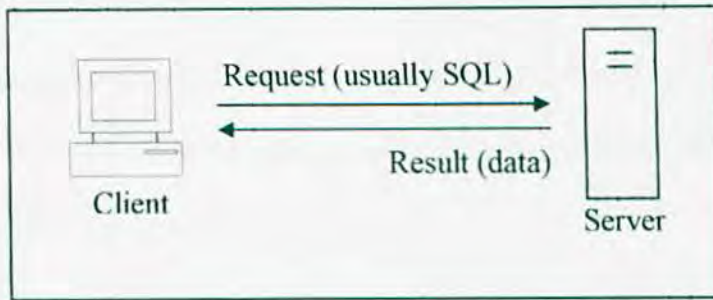 Request (usually SQL)
Result (data)
Client
Server